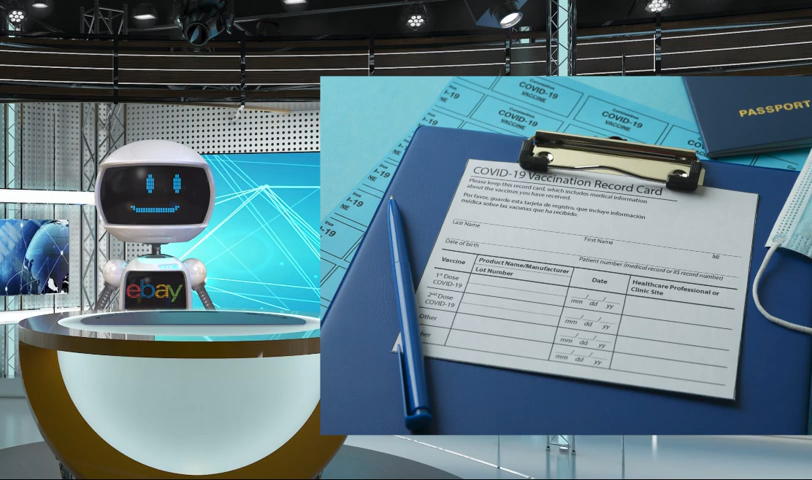 ebay
COVID-19
VACCINE
COVID-19
VACCINE
COVID-19
VACCINE
PASSPORT
COVID-19 Vaccination Record Card
Please keep this record card, which includes medical information
about the vaccines you have received.
Por favor, guarde esta tarjeta de registro, que incluye información
médica sobre las vacunas que ha recibido.
Last Name
First Name
MI
Date of birth
Patient number (medical record or IIS record number)
Vaccine
Product Name/Manufacturer
Lot Number
Date
Healthcare Professional or
Clinic Site
1st Dose
COVID-19
mm dd yy
2nd Dose
COVID-19
mm dd yy
Other
mm dd yy
mm dd yy